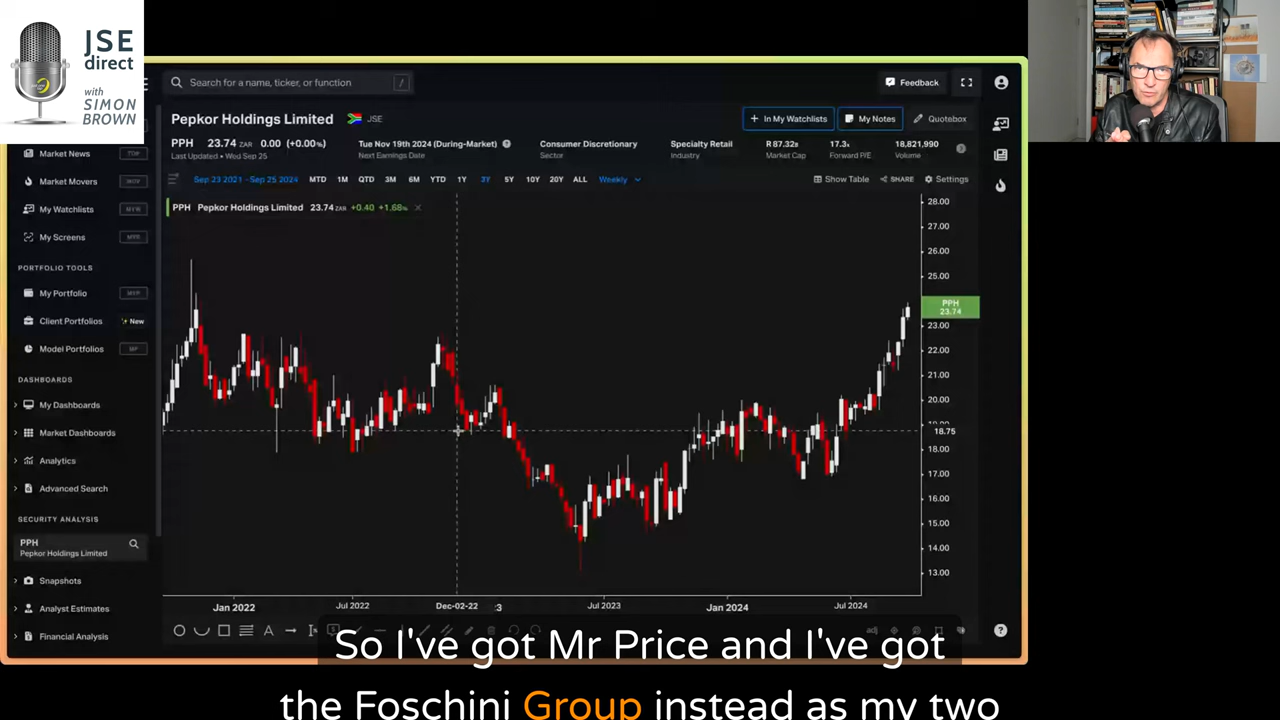 JSE
direct
with
SIMON
BROWN
Search for a name, ticker, or function
/
Feedback
Pepkor Holdings Limited
JSE
+ In My Watchlists
My Notes
Quotebox
PPH 23.74 ZAR 0.00 (+0.00%)
Last Updated • Wed Sep 25
Tue Nov 19th 2024 (During-Market)
Next Earnings Date
Consumer Discretionary
Sector
Specialty Retail
Industry
R 87.32B
Market Cap
17.3x
Forward P/E
18,821,990
Volume
Sep 23 2021 - Sep 25 2024 MTD 1M QTD 3M 6M YTD 1Y 3Y 5Y 10Y 20Y ALL Weekly
Show Table
SHARE
Settings
PPH Pepkor Holdings Limited 23.74 ZAR +0.40 +1.68%
Market News
Market Movers
My Watchlists
My Screens
PORTFOLIO TOOLS
My Portfolio
Client Portfolios New
Model Portfolios MP
DASHBOARDS
My Dashboards
Market Dashboards
Analytics
Advanced Search
SECURITY ANALYSIS
PPH
Pepkor Holdings Limited
Snapshots
Analyst Estimates
Financial Analysis
28.00
27.00
26.00
25.00
PPH
23.74
23.00
22.00
21.00
20.00
18.75
18.00
17.00
16.00
15.00
14.00
13.00
Jan 2022
Jul 2022
Dec-02-22
:3
Jul 2023
Jan 2024
Jul 2024
A
So I've got Mr Price and I've got
the Foschini Group instead as my two